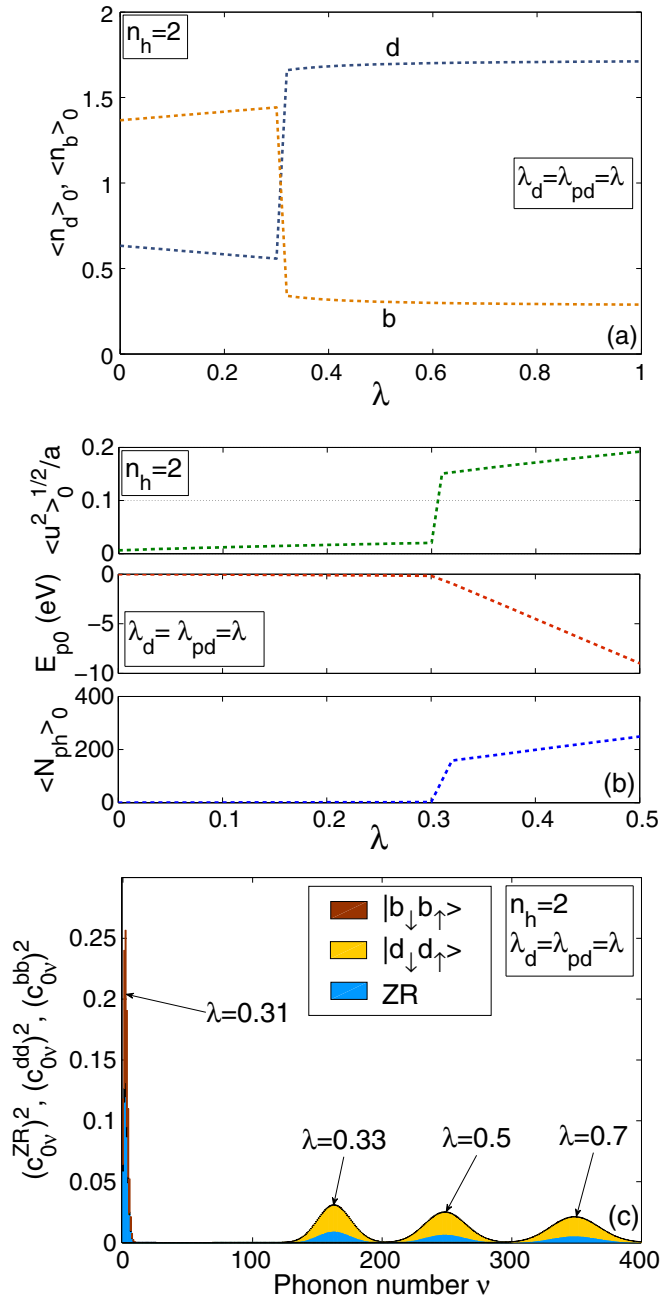 n_h=2
2
1.5
1
0.5
0
<n_d>_0, <n_b>_0
d
λ_d=λ_pd=λ
b
(a)
0 0.2 0.4 0.6 0.8 1
λ
n_h=2
0.2
0.1
0
<u^2>_0^1/2/a
0
−5
−10
E_p0 (eV)
λ_d= λ_pd=λ
400
200
0
<N_ph>_0
(b)
0 0.1 0.2 0.3 0.4 0.5
λ
|b↓b↑>
|d↓d↑>
ZR
n_h=2
λ_d=λ_pd=λ
0.25
0.2
0.15
0.1
0.05
0
(c_0ν^ZR)^2, (c_0ν^dd)^2, (c_0ν^bb)^2
λ=0.31
λ=0.33
λ=0.5
λ=0.7
(c)
0 100 200 300 400
Phonon number ν